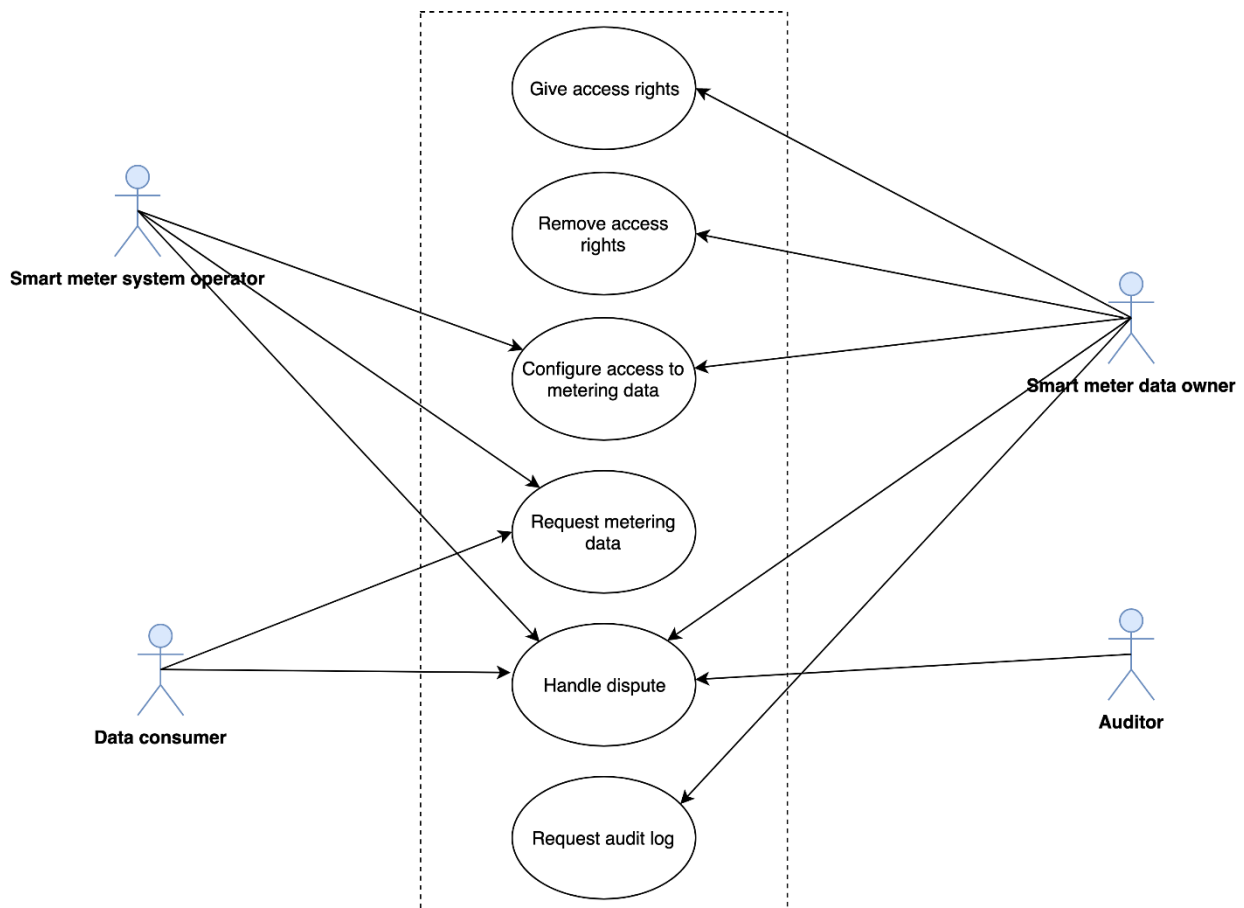 Give access rights
Remove access
rights
Smart meter system operator
Configure access to
metering data
Smart meter data owner
Request metering
data
Handle dispute
Data consumer
Auditor
Request audit log